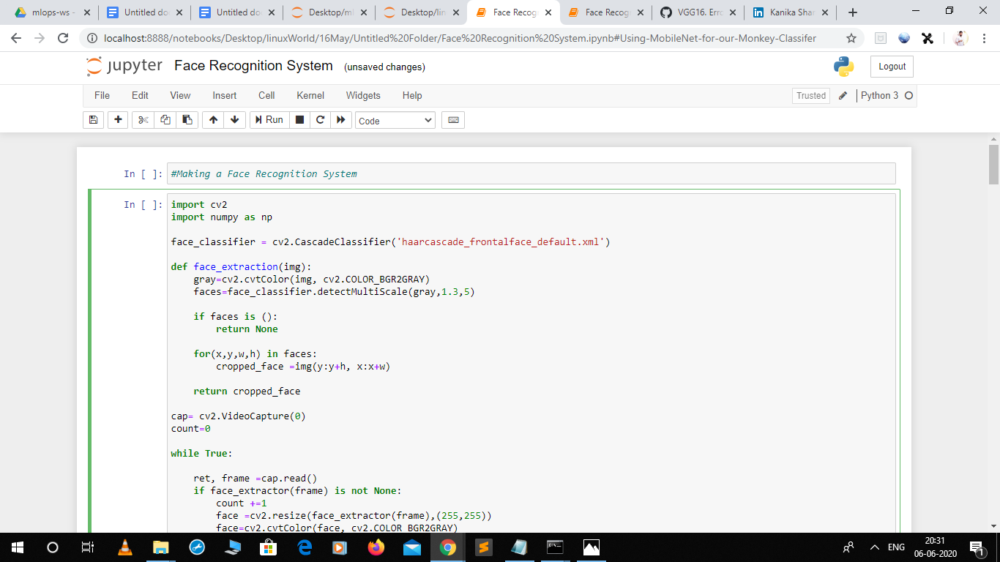 mlops-ws - 
Untitled do
Untitled do
Desktop/ml
Desktop/lin
Face Recog
Face Recog
VGG16. Erro
Kanika Shar
localhost:8888/notebooks/Desktop/linuxWorld/16May/Untitled%20Folder/Face%20Recognition%20System.ipynb#Using-MobileNet-for-our-Monkey-Classifer
jupyter Face Recognition System (unsaved changes)
Logout
File Edit View Insert Cell Kernel Widgets Help
Trusted Python 3
Run Code
In [ ]: #Making a Face Recognition System
In [ ]: import cv2
import numpy as np
face_classifier = cv2.CascadeClassifier('haarcascade_frontalface_default.xml')
def face_extraction(img):
gray=cv2.cvtColor(img, cv2.COLOR_BGR2GRAY)
faces=face_classifier.detectMultiScale(gray,1.3,5)
if faces is ():
return None
for(x,y,w,h) in faces:
cropped_face =img(y:y+h, x:x+w)
return cropped_face
cap= cv2.VideoCapture(0)
count=0
while True:
ret, frame =cap.read()
if face_extractor(frame) is not None:
count +=1
face =cv2.resize(face_extractor(frame),(255,255))
face=cv2.cvtColor(face, cv2.COLOR_BGR2GRAY)
ENG
20:31
06-06-2020
1